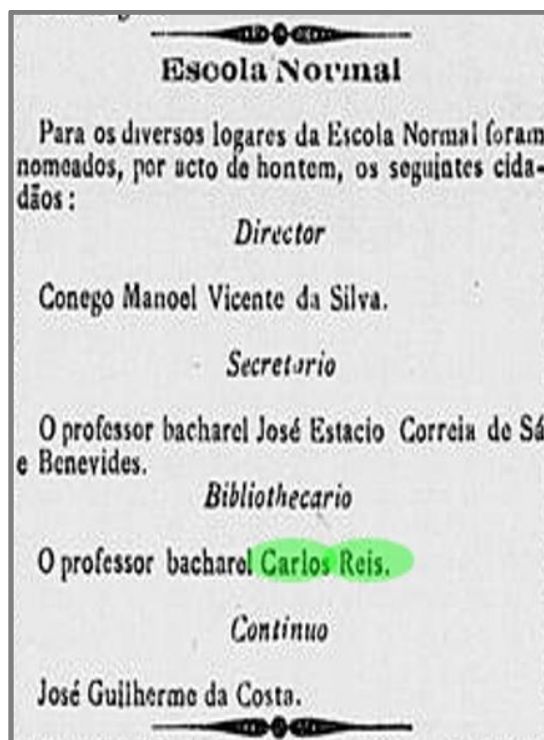 Escola Normal
Para os diversos logares da Escola Normal foram
nomeados, por acto de hontem, os seguintes cida-
dãos :
Director
Conego Manoel Vicente da Silva.
Secretario
O professor bacharel José Estacio Correia de Sá
e Benevides.
Bibliothecario
O professor bacharel Carlos Reis.
Continuo
José Guilherme da Costa.